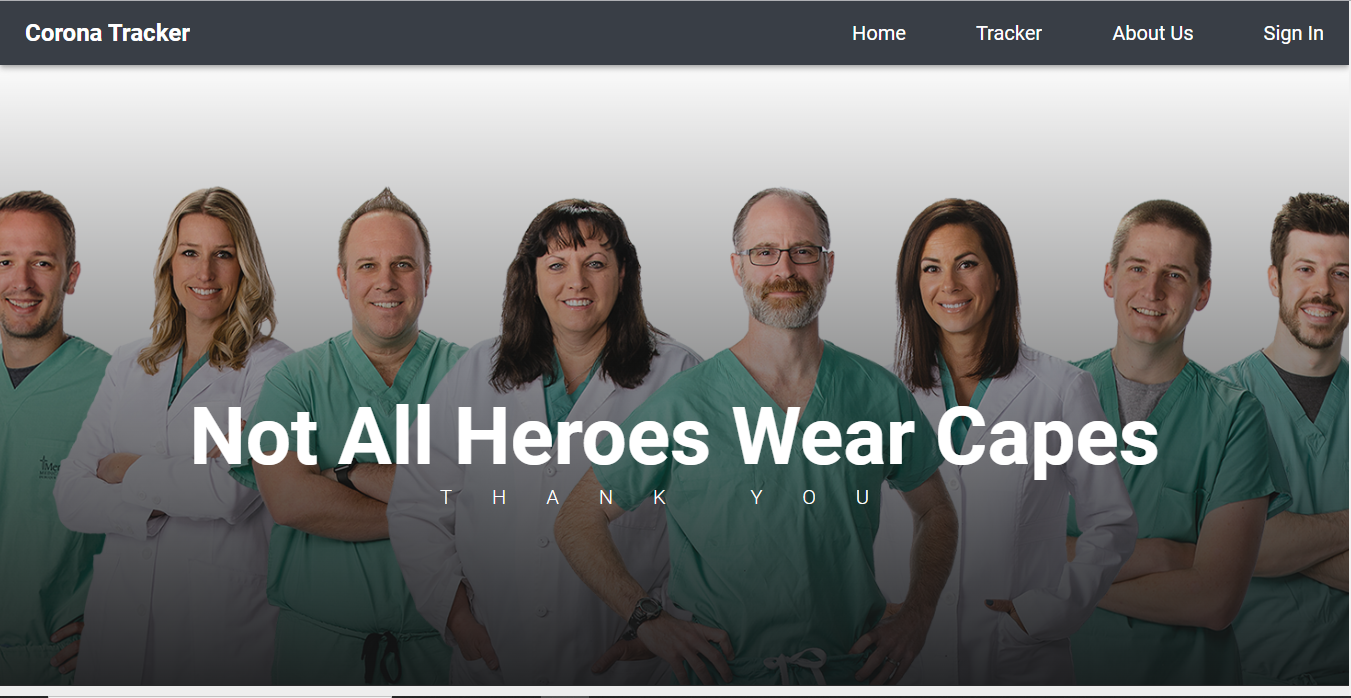 Corona Tracker
Home Tracker About Us Sign In
Not All Heroes Wear Capes
THANK YOU